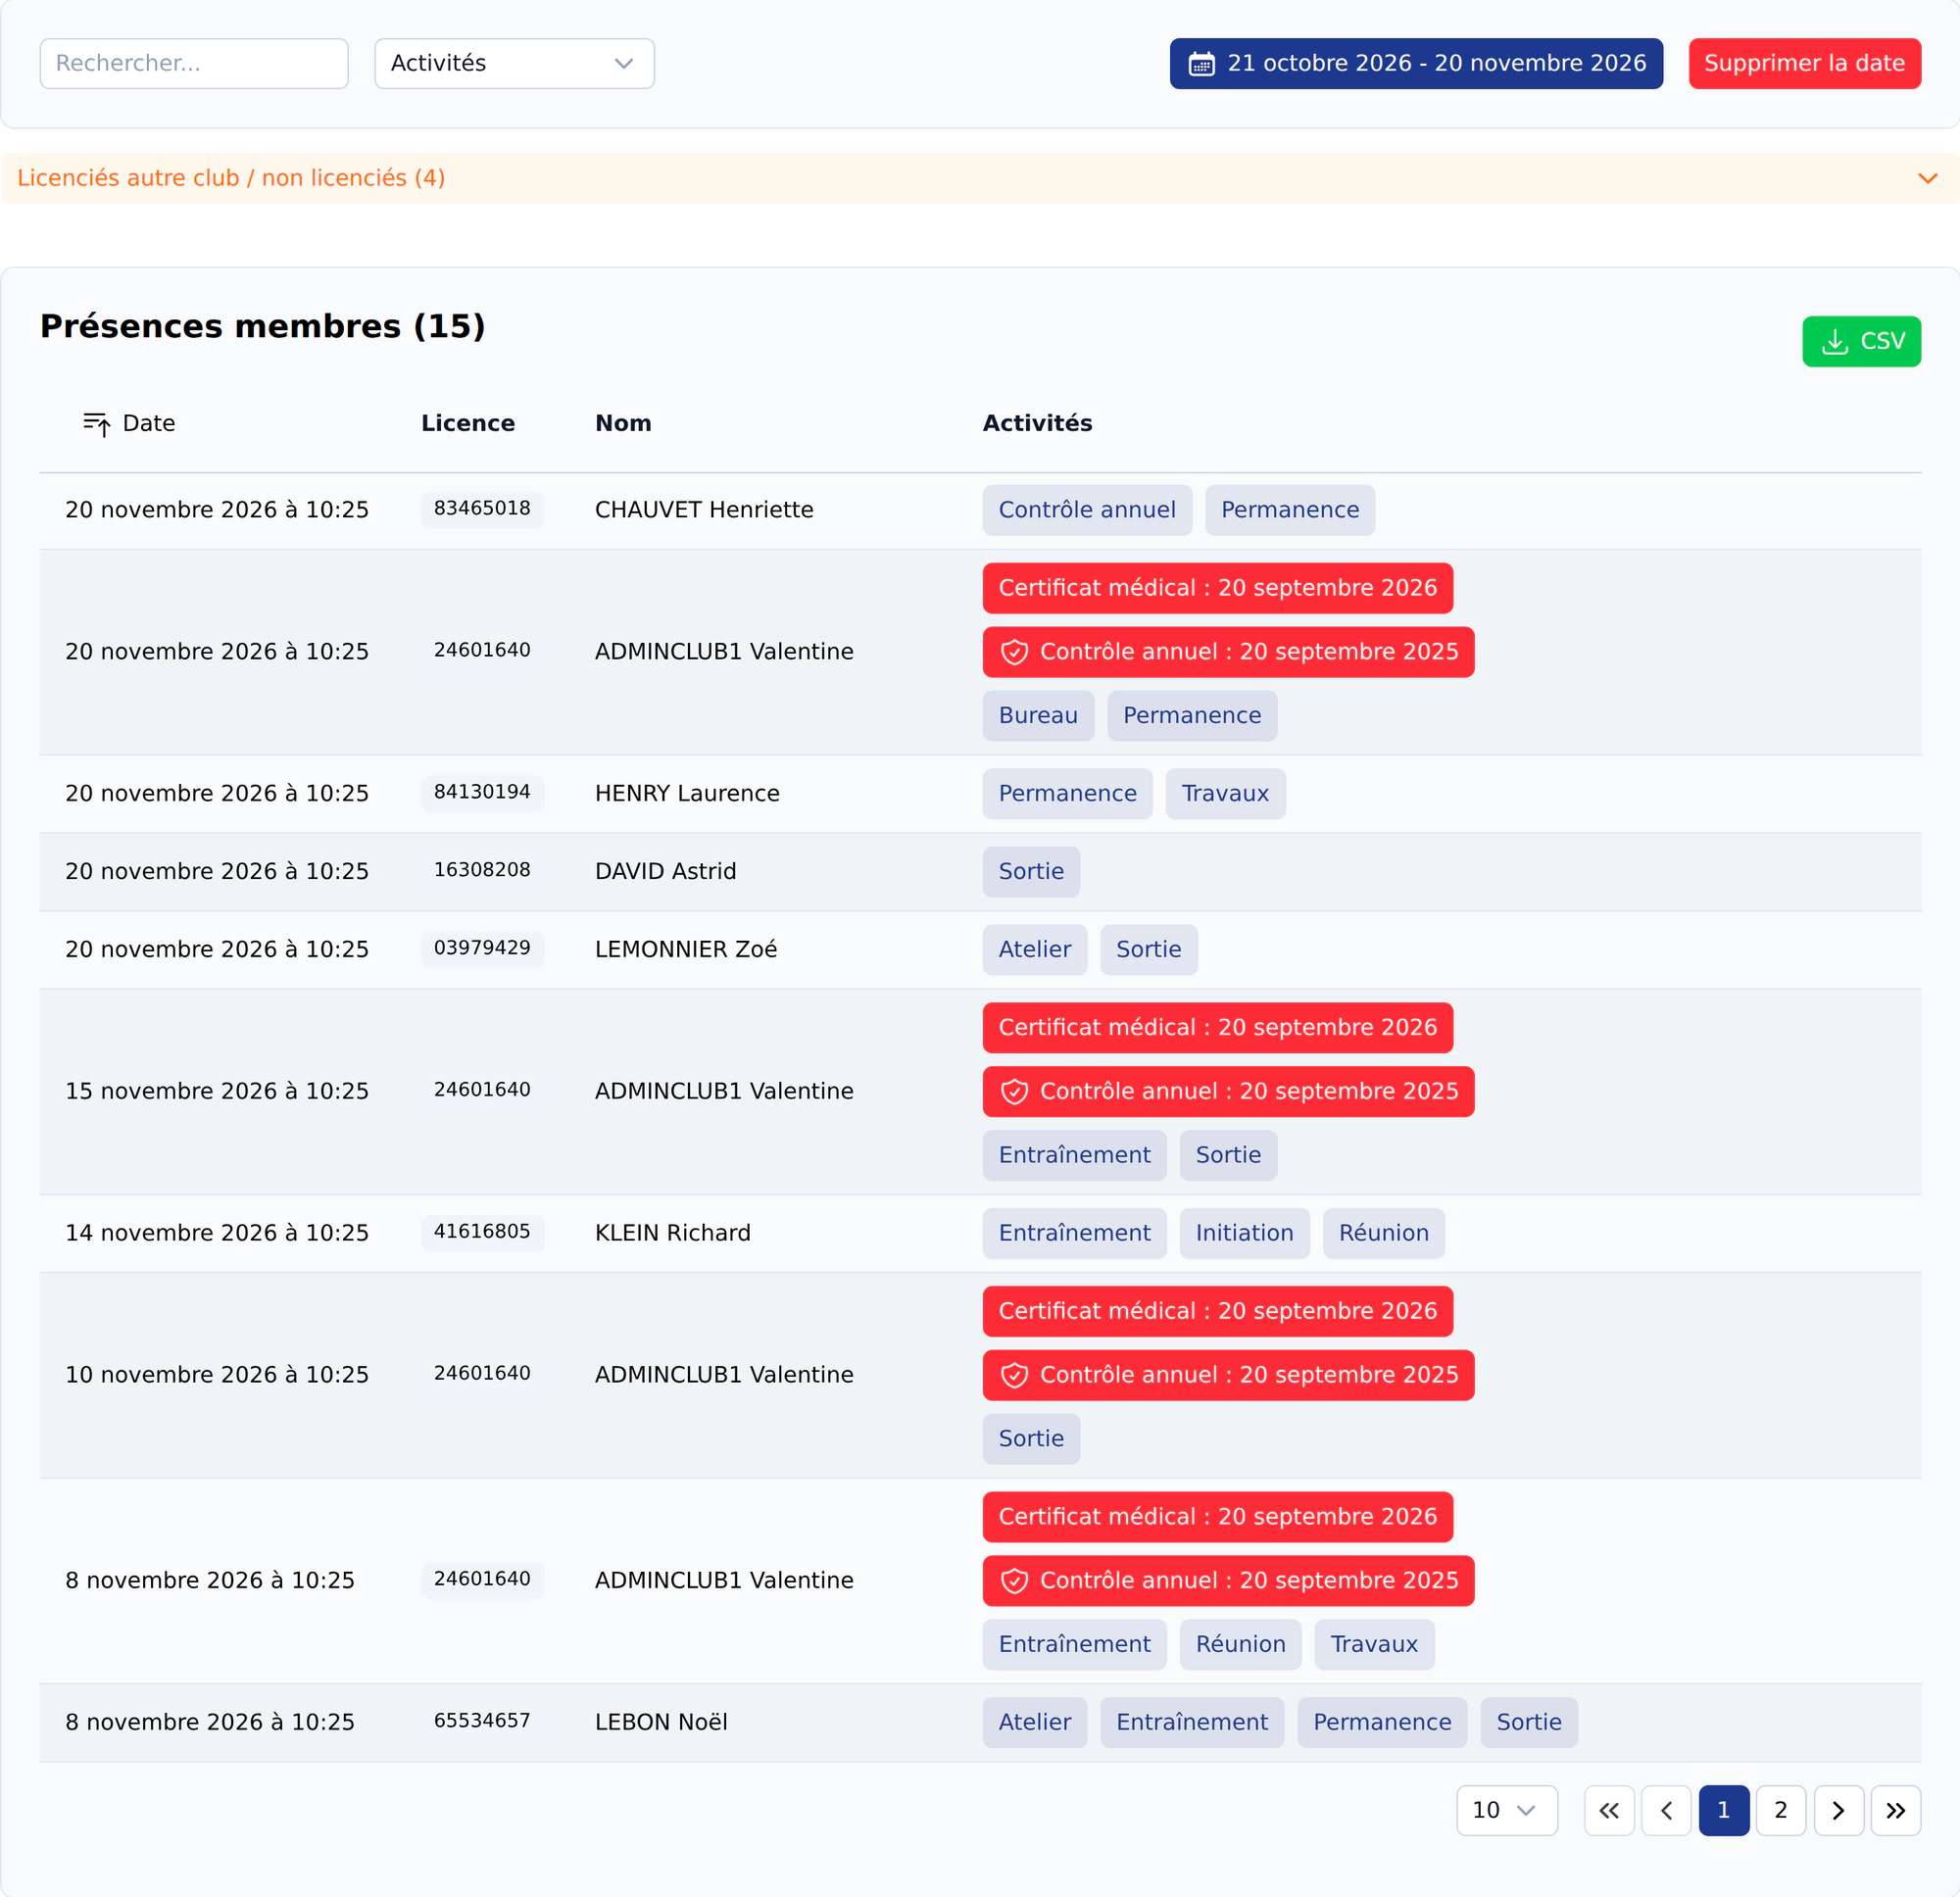 Rechercher... Activités 21 octobre 2026 - 20 novembre 2026 Supprimer la date
Licenciés autre club / non licenciés (4)
Présences membres (15)
CSV
Date Licence Nom Activités
20 novembre 2026 à 10:25 83465018 CHAUVET Henriette Contrôle annuel Permanence
Certificat médical : 20 septembre 2026
20 novembre 2026 à 10:25 24601640 ADMINCLUB1 Valentine Contrôle annuel : 20 septembre 2025
Bureau Permanence
20 novembre 2026 à 10:25 84130194 HENRY Laurence Permanence Travaux
20 novembre 2026 à 10:25 16308208 DAVID Astrid Sortie
20 novembre 2026 à 10:25 03979429 LEMONNIER Zoé Atelier Sortie
Certificat médical : 20 septembre 2026
15 novembre 2026 à 10:25 24601640 ADMINCLUB1 Valentine Contrôle annuel : 20 septembre 2025
Entraînement Sortie
14 novembre 2026 à 10:25 41616805 KLEIN Richard Entraînement Initiation Réunion
Certificat médical : 20 septembre 2026
10 novembre 2026 à 10:25 24601640 ADMINCLUB1 Valentine Contrôle annuel : 20 septembre 2025
Sortie
Certificat médical : 20 septembre 2026
8 novembre 2026 à 10:25 24601640 ADMINCLUB1 Valentine Contrôle annuel : 20 septembre 2025
Entraînement Réunion Travaux
8 novembre 2026 à 10:25 65534657 LEBON Noël Atelier Entraînement Permanence Sortie
10 1 2